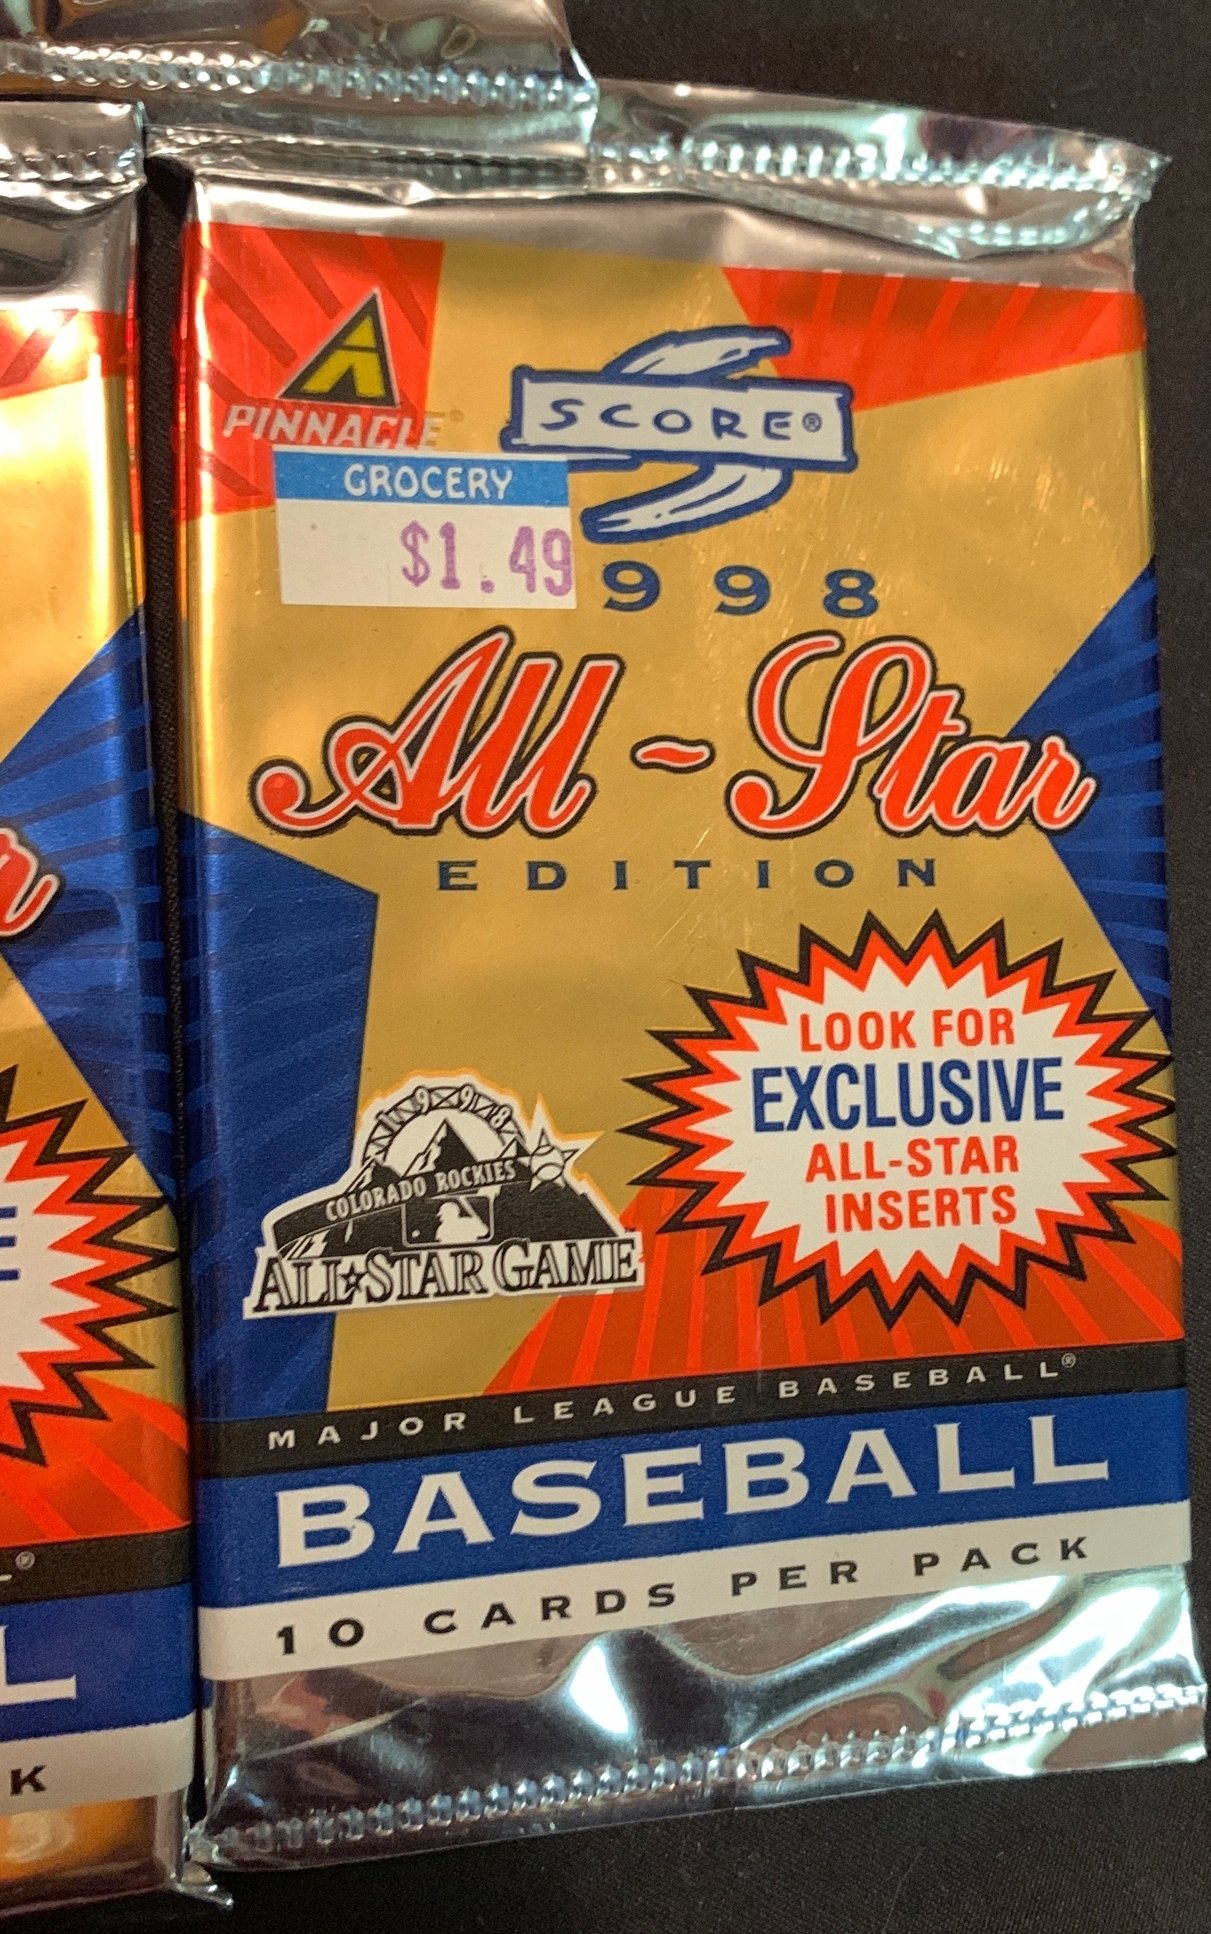 PINNACLE®
SCORE®
GROCERY
$1.49
998
All-Star
EDITION
LOOK FOR
EXCLUSIVE
ALL-STAR
INSERTS
1998
COLORADO ROCKIES
ALL★STAR GAME
MAJOR LEAGUE BASEBALL®
BASEBALL
10 CARDS PER PACK
r
E
L®
L
K